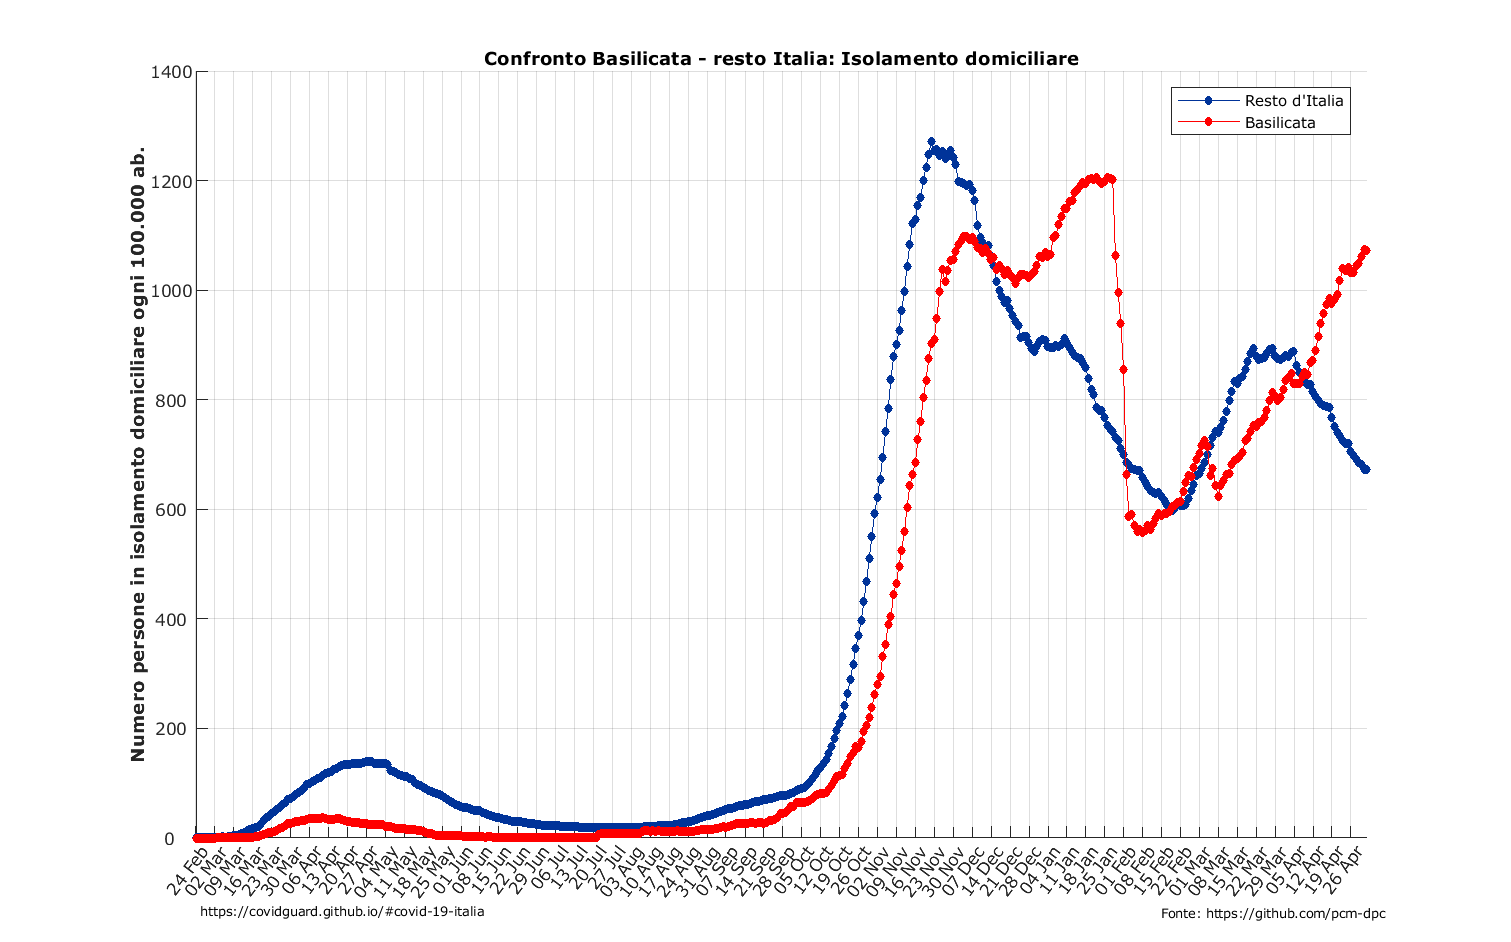 Confronto Basilicata - resto Italia: Isolamento domiciliare
1400
1200
1000
800
600
400
200
0
Numero persone in isolamento domiciliare ogni 100.000 ab.
Resto d'Italia
Basilicata
24 Feb
02 Mar
09 Mar
16 Mar
23 Mar
30 Mar
06 Apr
13 Apr
20 Apr
27 Apr
04 May
11 May
18 May
25 May
01 Jun
08 Jun
15 Jun
22 Jun
29 Jun
06 Jul
13 Jul
20 Jul
27 Jul
03 Aug
10 Aug
17 Aug
24 Aug
31 Aug
07 Sep
14 Sep
21 Sep
28 Sep
05 Oct
12 Oct
19 Oct
26 Oct
02 Nov
09 Nov
16 Nov
23 Nov
30 Nov
07 Dec
14 Dec
21 Dec
28 Dec
04 Jan
11 Jan
18 Jan
25 Jan
01 Feb
08 Feb
15 Feb
22 Feb
01 Mar
08 Mar
15 Mar
22 Mar
29 Mar
05 Apr
12 Apr
19 Apr
26 Apr
https://covidguard.github.io/#covid-19-italia
Fonte: https://github.com/pcm-dpc